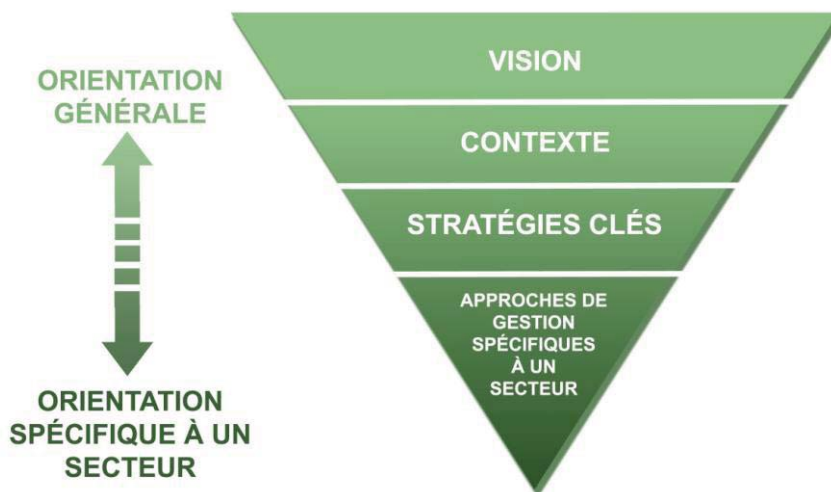 ORIENTATION
GÉNÉRALE
ORIENTATION
SPÉCIFIQUE À UN
SECTEUR
VISION
CONTEXTE
STRATÉGIES CLÉS
APPROCHES DE
GESTION
SPÉCIFIQUES
À UN
SECTEUR